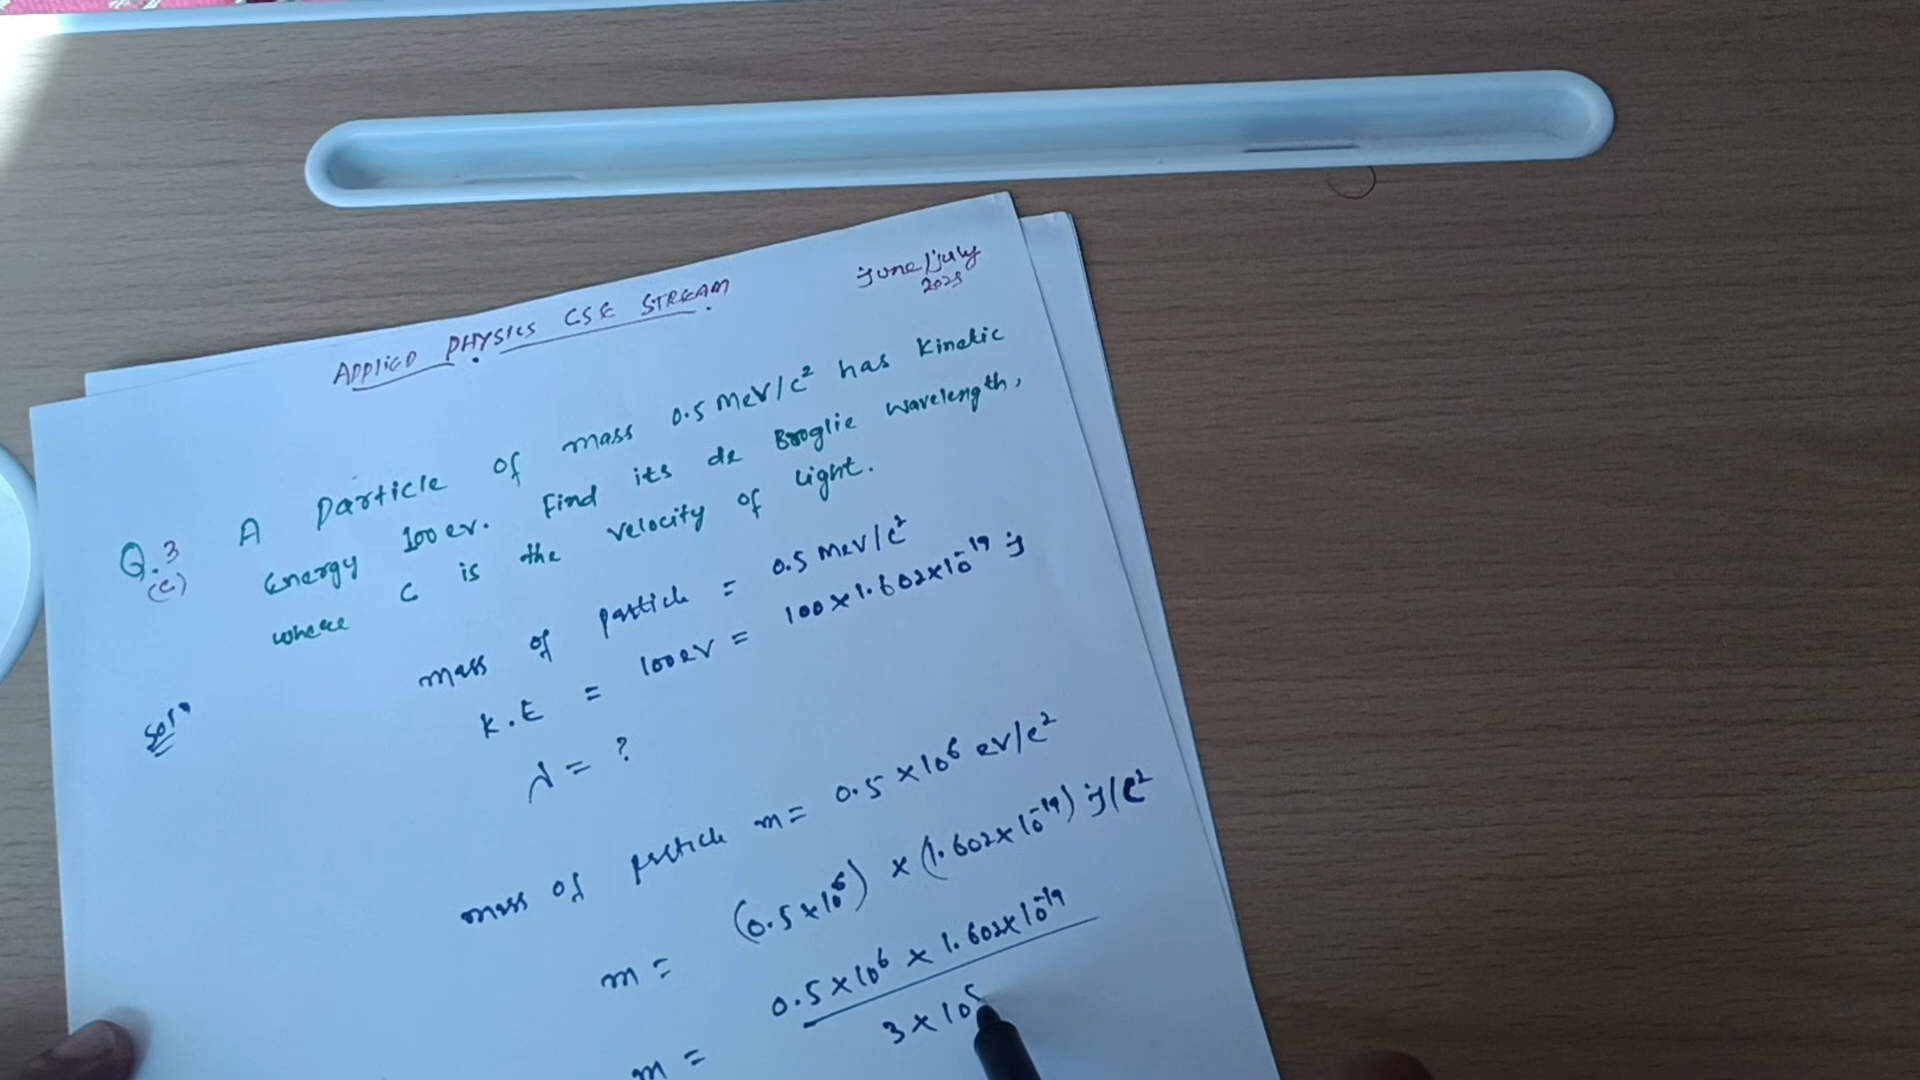 APPLIED PHYSICS CSE STREAM
june/july
2023
Q.3 A particle of mass 0.5 MeV/c² has Kinetic
(c) Energy 100 ev. Find its de Broglie wavelength,
where c is the velocity of light.
Solⁿ mass of particle = 0.5 MeV/c²
K.E = 100eV = 100 × 1.602×10⁻¹⁹ j
λ = ?
mass of particle m = 0.5 ×10⁶ eV/c²
m = (0.5×10⁶) × (1.602×10⁻¹⁹) j/c²
m = 0.5×10⁶ × 1.602×10⁻¹⁹
3×10